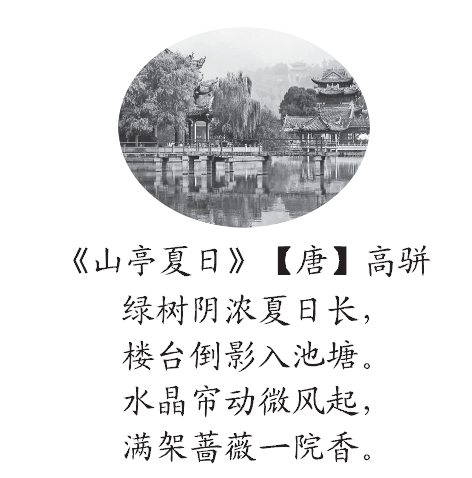 《山亭夏日》【唐】高骈
绿树阴浓夏日长，
楼台倒影入池塘。
水晶帘动微风起，
满架蔷薇一院香。